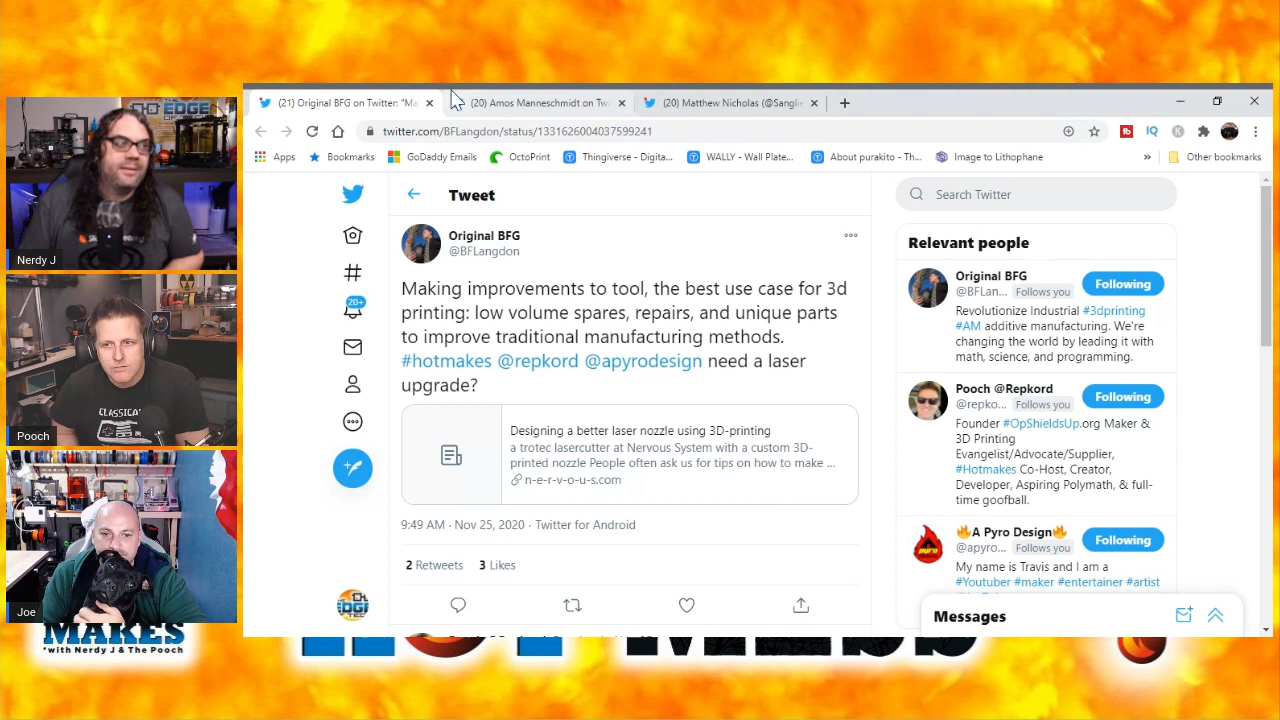 THE
EDGE
OF
Nerdy J
CLASSICAL
Pooch
Joe
MAKES
*with Nerdy J & The Pooch
(21) Original BFG on Twitter: "Ma
(20) Amos Manneschmidt on Twi
(20) Matthew Nicholas (@Sanglie
twitter.com/BFLangdon/status/1331626004037599241
Apps
Bookmarks
GoDaddy Emails
OctoPrint
Thingiverse - Digita...
WALLY - Wall Plate...
About purakito - Th...
Image to Lithophane
»
Other bookmarks
IQ
20+
Tweet
Original BFG
@BFLangdon
Making improvements to tool, the best use case for 3d
printing: low volume spares, repairs, and unique parts
to improve traditional manufacturing methods.
#hotmakes @repkord @apyrodesign need a laser
upgrade?
Designing a better laser nozzle using 3D-printing
a trotec lasercutter at Nervous System with a custom 3D-
printed nozzle People often ask us for tips on how to make ...
n-e-r-v-o-u-s.com
9:49 AM · Nov 25, 2020 · Twitter for Android
2 Retweets 3 Likes
Search Twitter
Relevant people
Original BFG
@BFLan... Follows you
Following
Revolutionize Industrial #3dprinting
#AM additive manufacturing. We're
changing the world by leading it with
math, science, and programming.
Pooch @Repkord
@repko... Follows you
Following
Founder #OpShieldsUp.org Maker &
3D Printing
Evangelist/Advocate/Supplier,
#Hotmakes Co-Host, Creator,
Developer, Aspiring Polymath, & full-
time goofball.
🔥A Pyro Design🔥
@apyro... Follows you
Following
My name is Travis and I am a
#Youtuber #maker #entertainer #artist
Messages